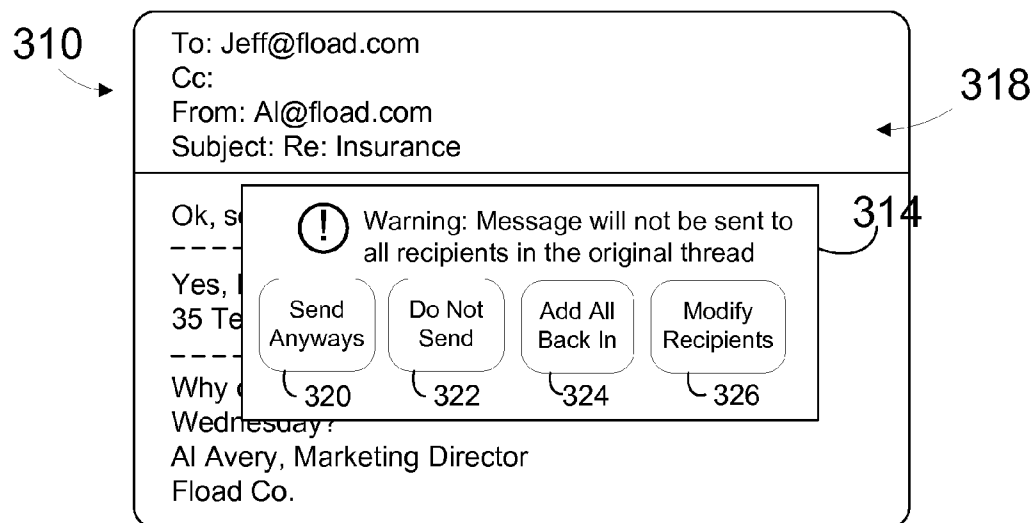 310
To: Jeff@fload.com
Cc:
From: Al@fload.com
Subject: Re: Insurance
318
Ok,
314
Warning: Message will not be sent to
all recipients in the original thread
Yes,
35
Send
Anyways
Do Not
Send
Add All
Back In
Modify
Recipients
320 322 324 326
Why
Wednesday?
Al Avery, Marketing Director
Fload Co.